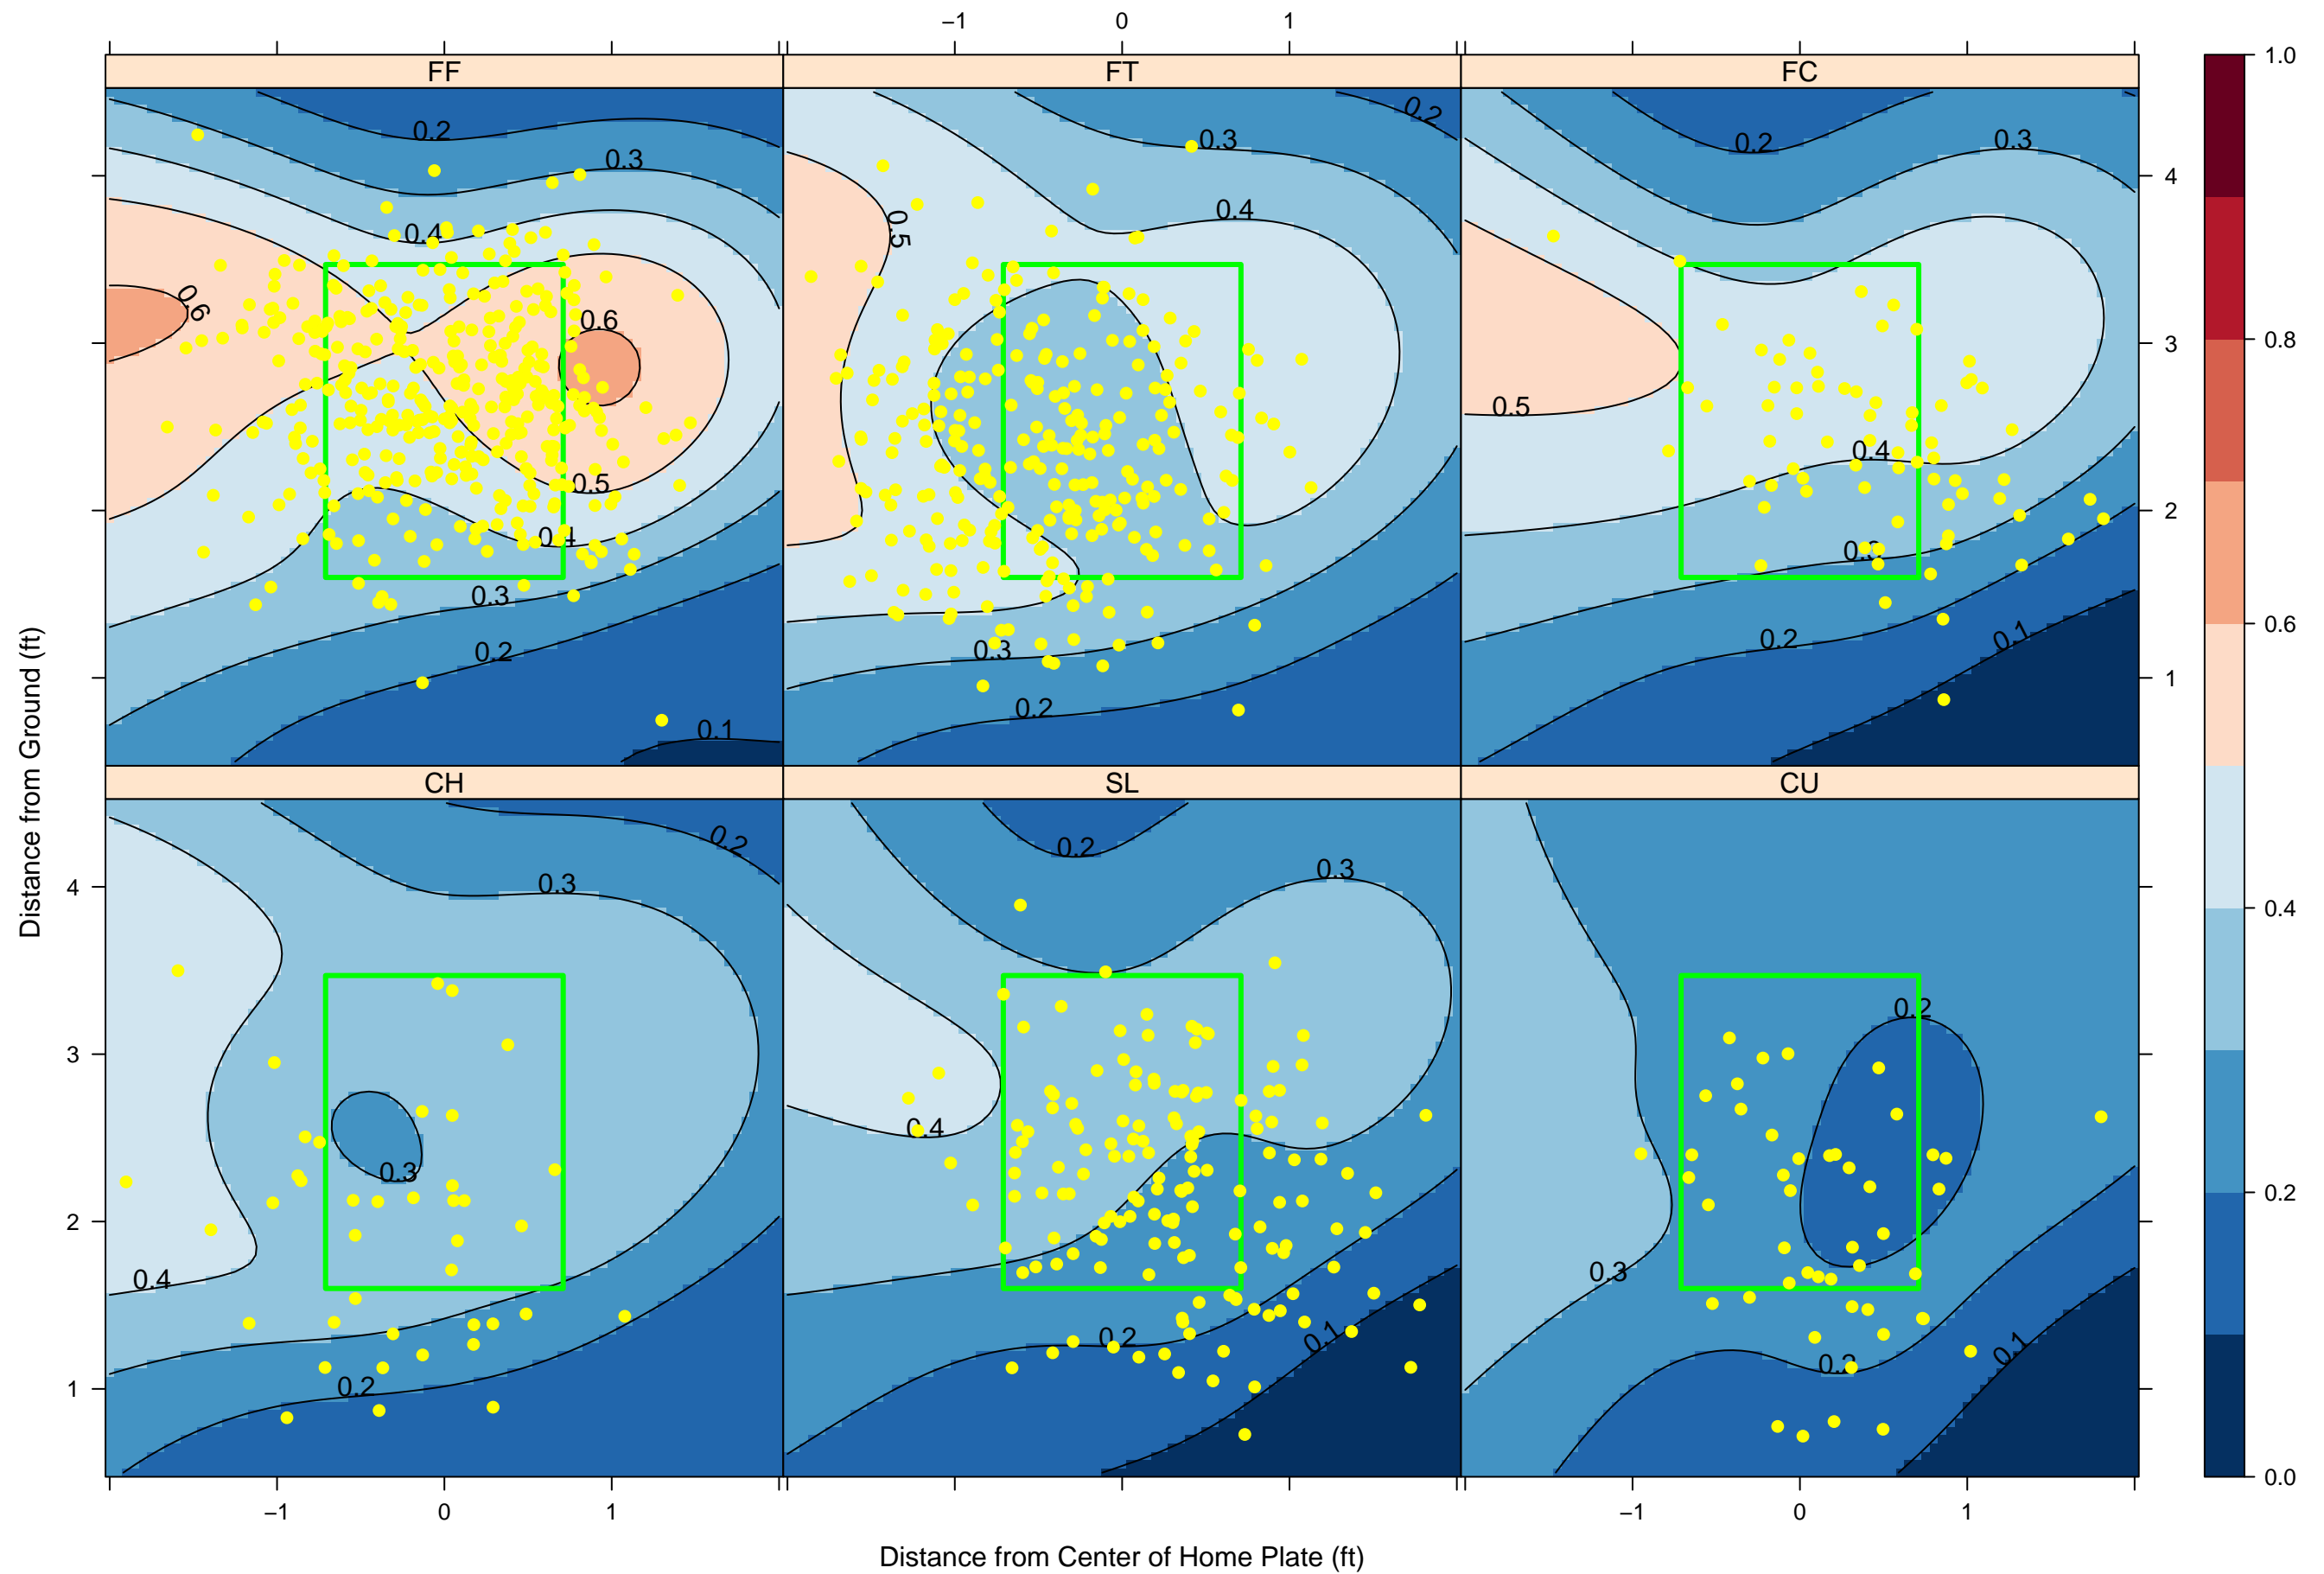 −1 0 1
FF FT FC 1.0
0.2 0.3 0.4 0.6 0.6 0.5 0.4 0.3 0.2 0.1
0.2 0.3 0.4 0.5 0.3 0.2
0.2 0.3 0.5 0.4 0.3 0.2 0.1
4
3
2
1
0.8
0.6
0.4
0.2
0.0
Distance from Ground (ft)
CH SL CU
4
3
2
1
0.2 0.3 0.3 0.4 0.2
0.2 0.3 0.4 0.2 0.1
0.2 0.3 0.2 0.1
−1 0 1 −1 0 1
Distance from Center of Home Plate (ft)